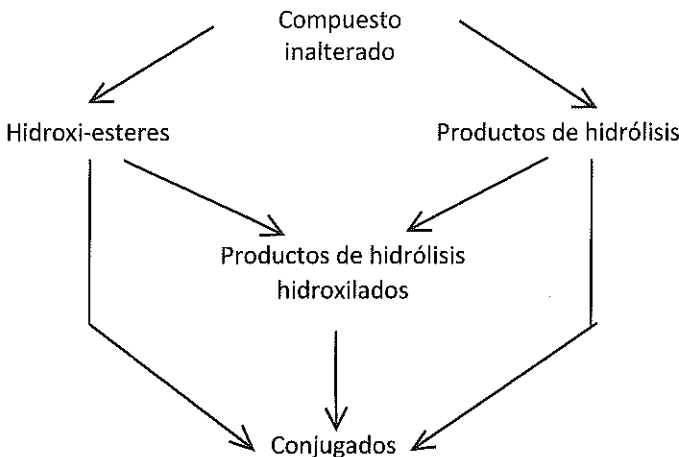 Compuesto
inalterado
Hidroxi-esteres
Productos de hidrólisis
Productos de hidrólisis
hidroxilados
Conjugados